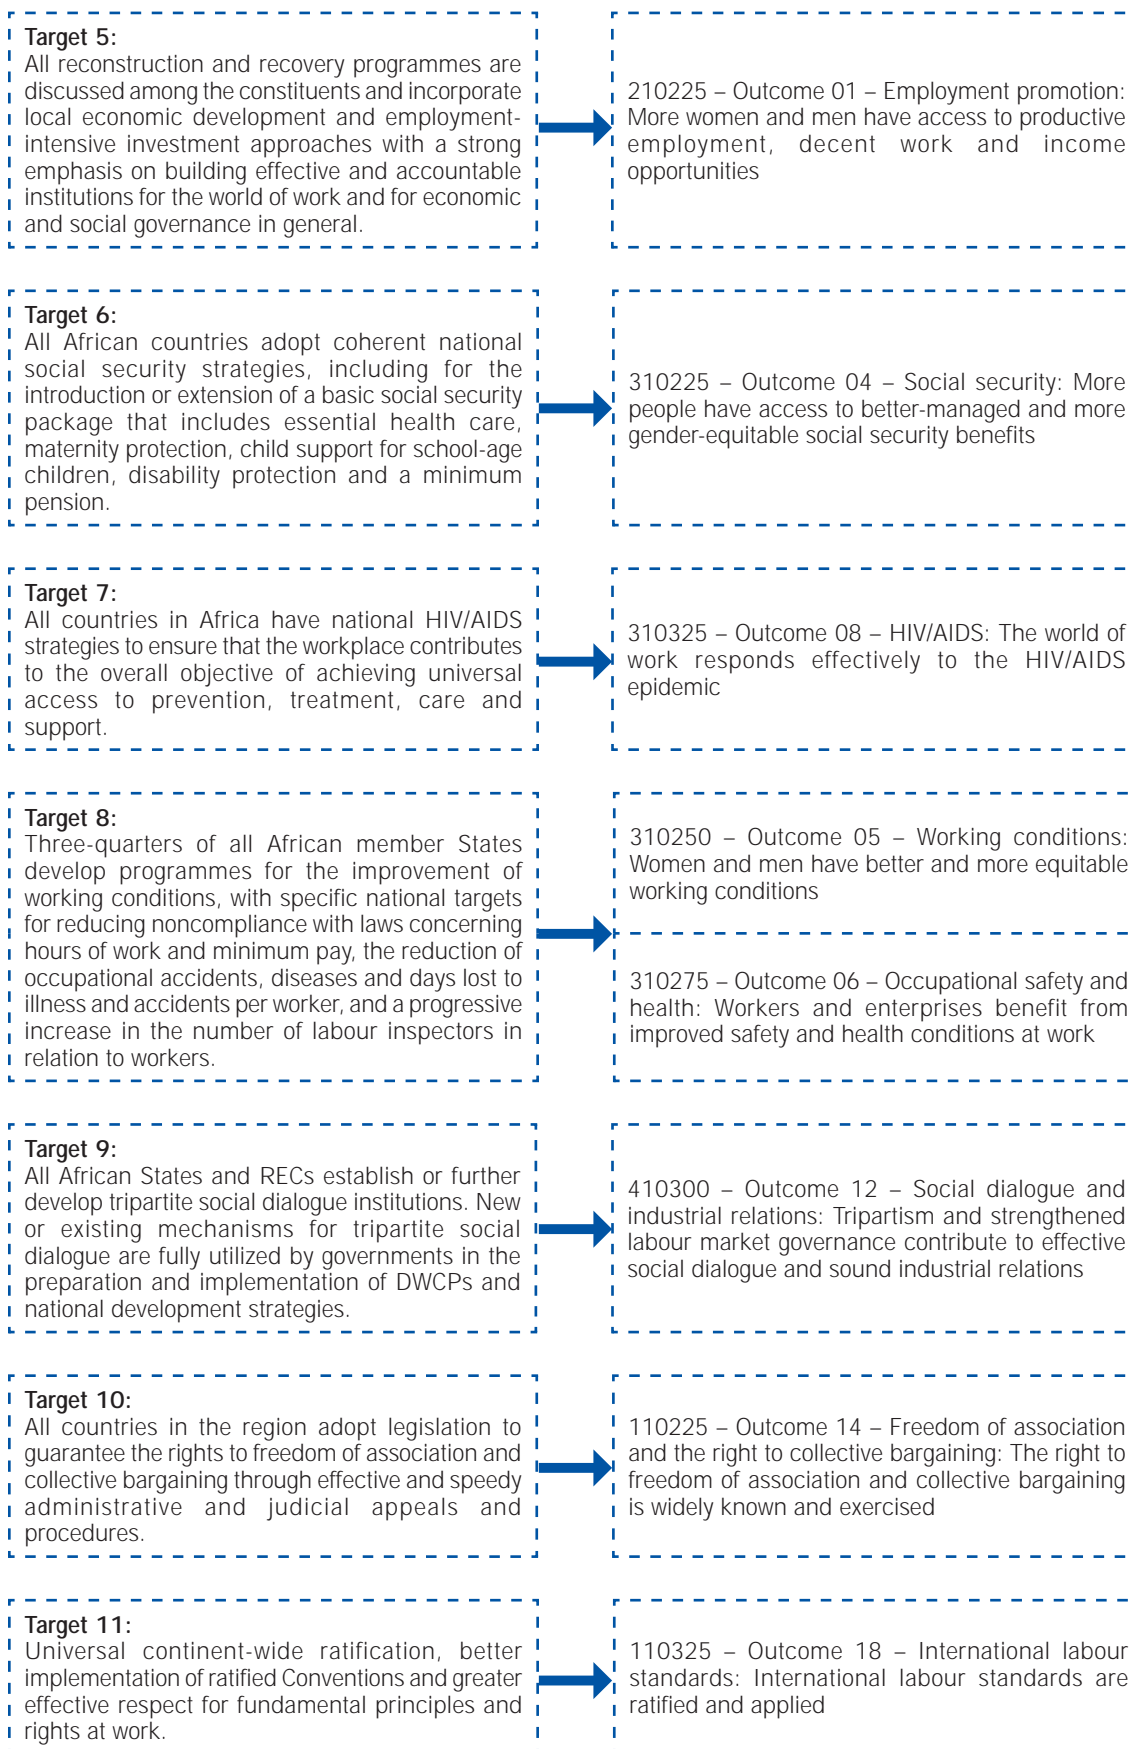 Target 5:
All reconstruction and recovery programmes are
discussed among the constituents and incorporate
local economic development and employment-
intensive investment approaches with a strong
emphasis on building effective and accountable
institutions for the world of work and for economic
and social governance in general.
210225 – Outcome 01 – Employment promotion:
More women and men have access to productive
employment, decent work and income
opportunities
Target 6:
All African countries adopt coherent national
social security strategies, including for the
introduction or extension of a basic social security
package that includes essential health care,
maternity protection, child support for school-age
children, disability protection and a minimum
pension.
310225 – Outcome 04 – Social security: More
people have access to better-managed and more
gender-equitable social security benefits
Target 7:
All countries in Africa have national HIV/AIDS
strategies to ensure that the workplace contributes
to the overall objective of achieving universal
access to prevention, treatment, care and
support.
310325 – Outcome 08 – HIV/AIDS: The world of
work responds effectively to the HIV/AIDS
epidemic
Target 8:
Three-quarters of all African member States
develop programmes for the improvement of
working conditions, with specific national targets
for reducing noncompliance with laws concerning
hours of work and minimum pay, the reduction of
occupational accidents, diseases and days lost to
illness and accidents per worker, and a progressive
increase in the number of labour inspectors in
relation to workers.
310250 – Outcome 05 – Working conditions:
Women and men have better and more equitable
working conditions
310275 – Outcome 06 – Occupational safety and
health: Workers and enterprises benefit from
improved safety and health conditions at work
Target 9:
All African States and RECs establish or further
develop tripartite social dialogue institutions. New
or existing mechanisms for tripartite social
dialogue are fully utilized by governments in the
preparation and implementation of DWCPs and
national development strategies.
410300 – Outcome 12 – Social dialogue and
industrial relations: Tripartism and strengthened
labour market governance contribute to effective
social dialogue and sound industrial relations
Target 10:
All countries in the region adopt legislation to
guarantee the rights to freedom of association and
collective bargaining through effective and speedy
administrative and judicial appeals and
procedures.
110225 – Outcome 14 – Freedom of association
and the right to collective bargaining: The right to
freedom of association and collective bargaining
is widely known and exercised
Target 11:
Universal continent-wide ratification, better
implementation of ratified Conventions and greater
effective respect for fundamental principles and
rights at work.
110325 – Outcome 18 – International labour
standards: International labour standards are
ratified and applied